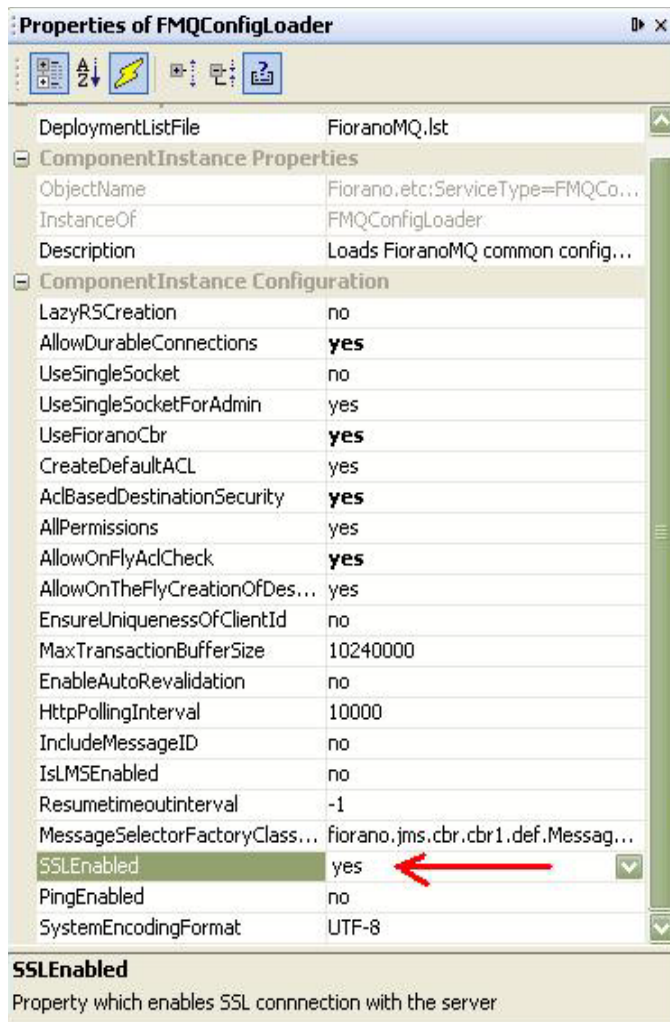 Properties of FMQConfigLoader
DeploymentListFile FioranoMQ.lst
ComponentInstance Properties
ObjectName Fiorano.etc:ServiceType=FMQCo...
InstanceOf FMQConfigLoader
Description Loads FioranoMQ common config...
ComponentInstance Configuration
LazyRSCreation no
AllowDurableConnections yes
UseSingleSocket no
UseSingleSocketForAdmin yes
UseFioranoCbr yes
CreateDefaultACL yes
AclBasedDestinationSecurity yes
AllPermissions yes
AllowOnFlyAclCheck yes
AllowOnTheFlyCreationOfDes... yes
EnsureUniquenessOfClientId no
MaxTransactionBufferSize 10240000
EnableAutoRevalidation no
HttpPollingInterval 10000
IncludeMessageID no
IsLMSEnabled no
Resumetimeoutinterval -1
MessageSelectorFactoryClass... fiorano.jms.cbr.cbr1.def.Messag...
SSLEnabled yes
PingEnabled no
SystemEncodingFormat UTF-8
SSLEnabled
Property which enables SSL connnection with the server